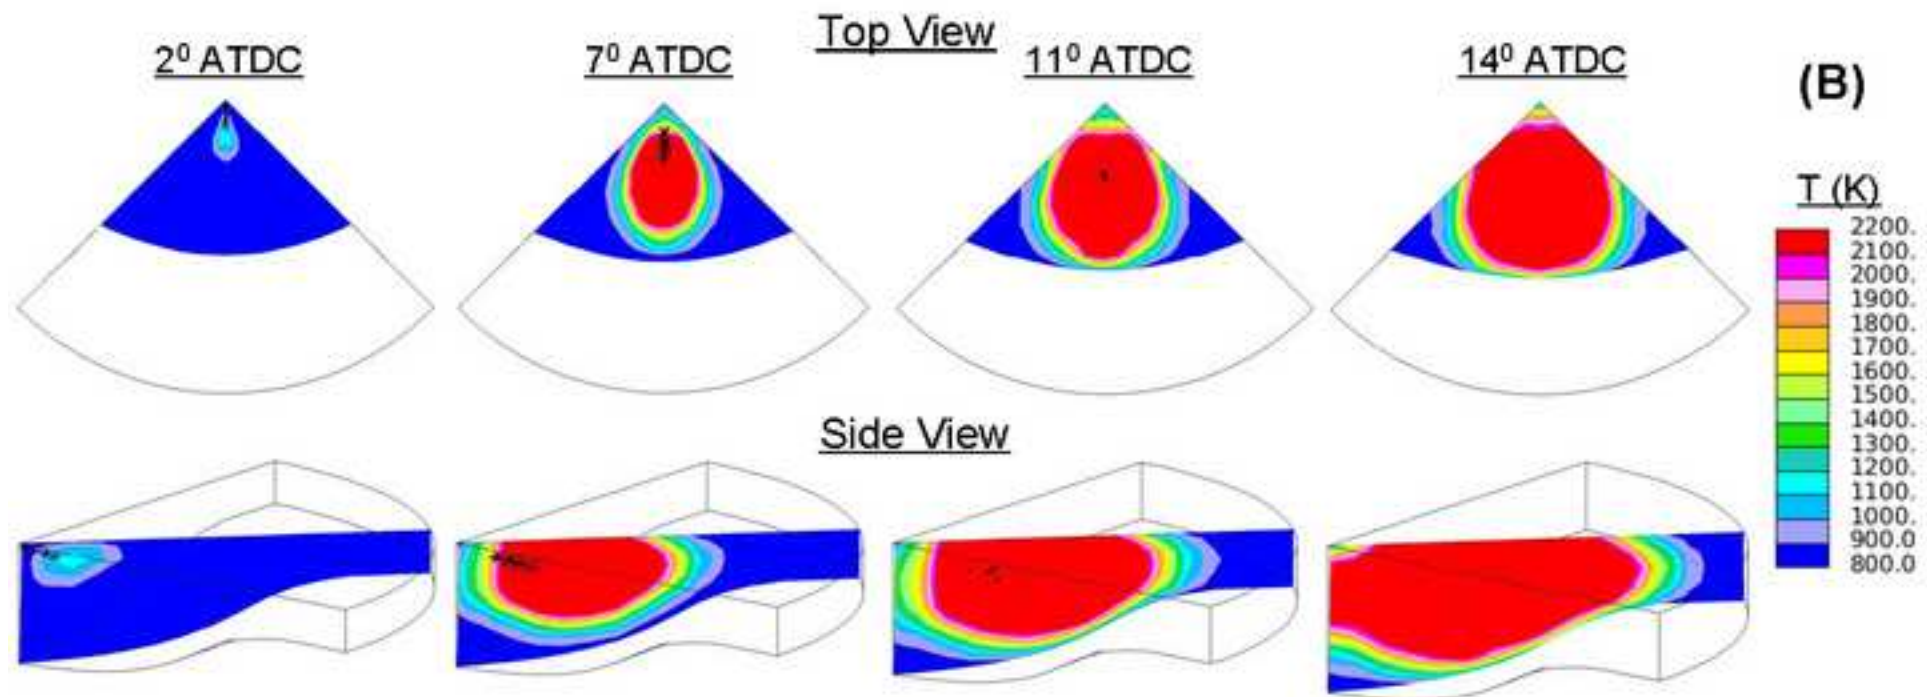 Top View
2⁰ ATDC
7⁰ ATDC
11⁰ ATDC
14⁰ ATDC
(B)
T (K)
2200.
2100.
2000.
1900.
1800.
1700.
1600.
1500.
1400.
1300.
1200.
1100.
1000.
900.0
800.0
Side View